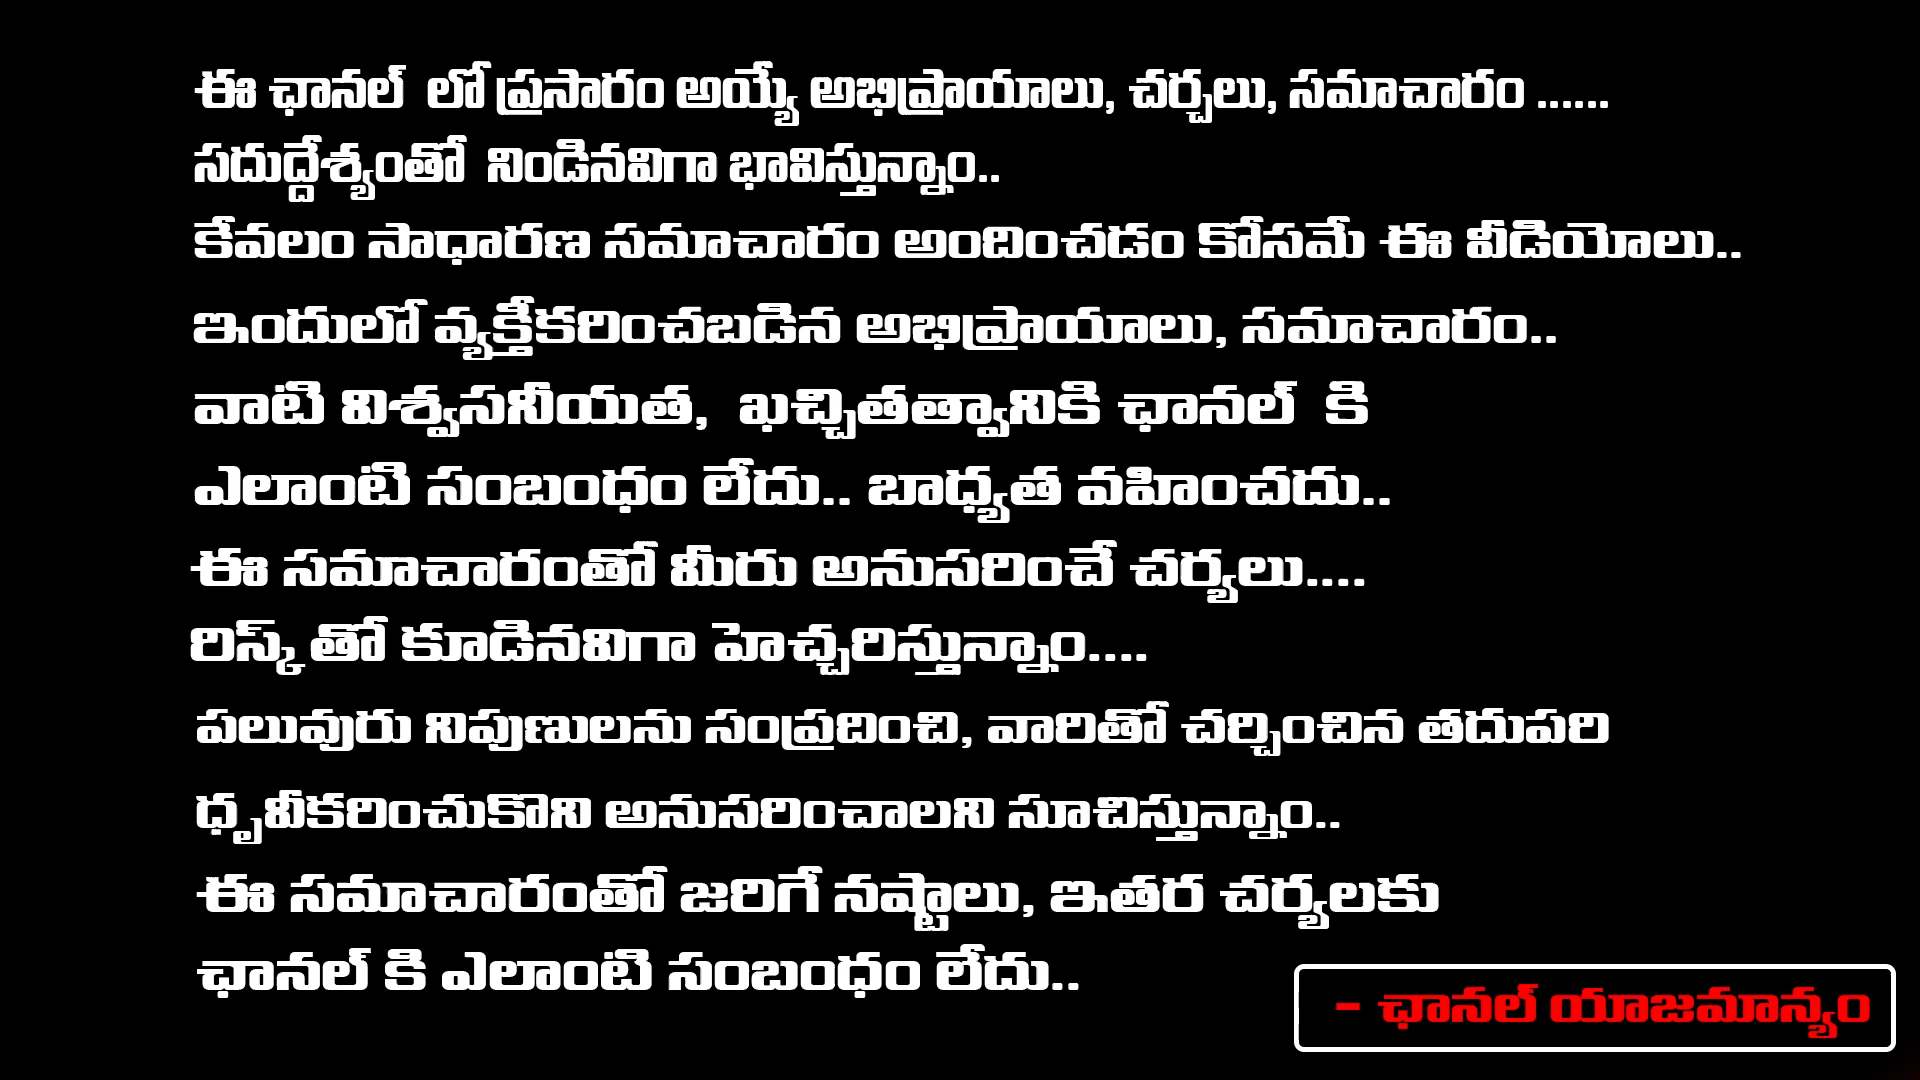 ఈ ఛానల్ లో ప్రసారం అయ్యే అభిప్రాయాలు, చర్చలు, సమాచారం ......
సదుద్దేశ్యంతో నిండినవిగా భావిస్తున్నాం..
కేవలం సాధారణ సమాచారం అందించడం కోసమే ఈ వీడియోలు..
ఇందులో వ్యక్తీకరించబడిన అభిప్రాయాలు, సమాచారం..
వాటి విశ్వసనీయత, ఖచ్చితత్వానికి ఛానల్ కి
ఎలాంటి సంబంధం లేదు.. బాధ్యత వహించదు..
ఈ సమాచారంతో మీరు అనుసరించే చర్యలు....
రిస్క్ తో కూడినవిగా హెచ్చరిస్తున్నాం....
పలువురు నిపుణులను సంప్రదించి, వారితో చర్చించిన తదుపరి
ధృవీకరించుకొని అనుసరించాలని సూచిస్తున్నాం..
ఈ సమాచారంతో జరిగే నష్టాలు, ఇతర చర్యలకు
ఛానల్ కి ఎలాంటి సంబంధం లేదు..
- ఛానల్ యాజమాన్యం